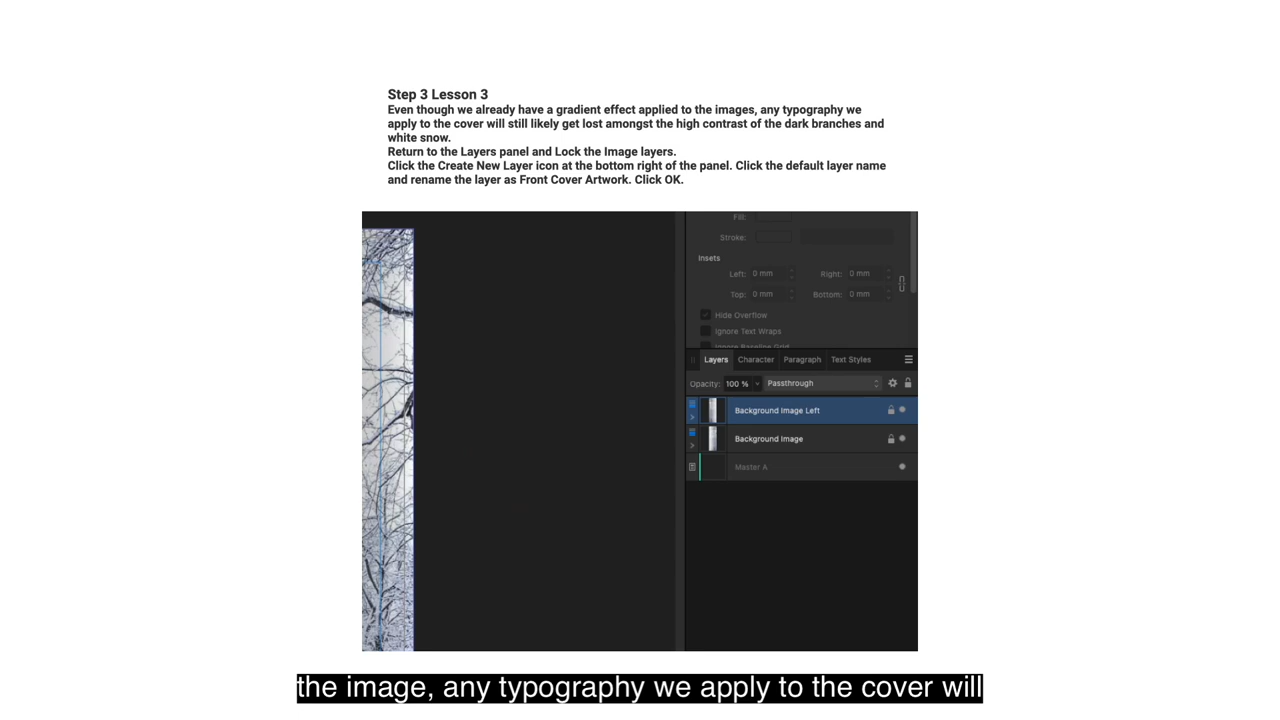 Step 3 Lesson 3
Even though we already have a gradient effect applied to the images, any typography we
apply to the cover will still likely get lost amongst the high contrast of the dark branches and
white snow.
Return to the Layers panel and Lock the Image layers.
Click the Create New Layer icon at the bottom right of the panel. Click the default layer name
and rename the layer as Front Cover Artwork. Click OK.
Fill:
Stroke:
Insets
Left: 0 mm Right: 0 mm
Top: 0 mm Bottom: 0 mm
Hide Overflow
Ignore Text Wraps
Ignore Baseline Grid
Layers Character Paragraph Text Styles
Opacity: 100 % Passthrough
Background Image Left
Background Image
Master A
the image, any typography we apply to the cover will